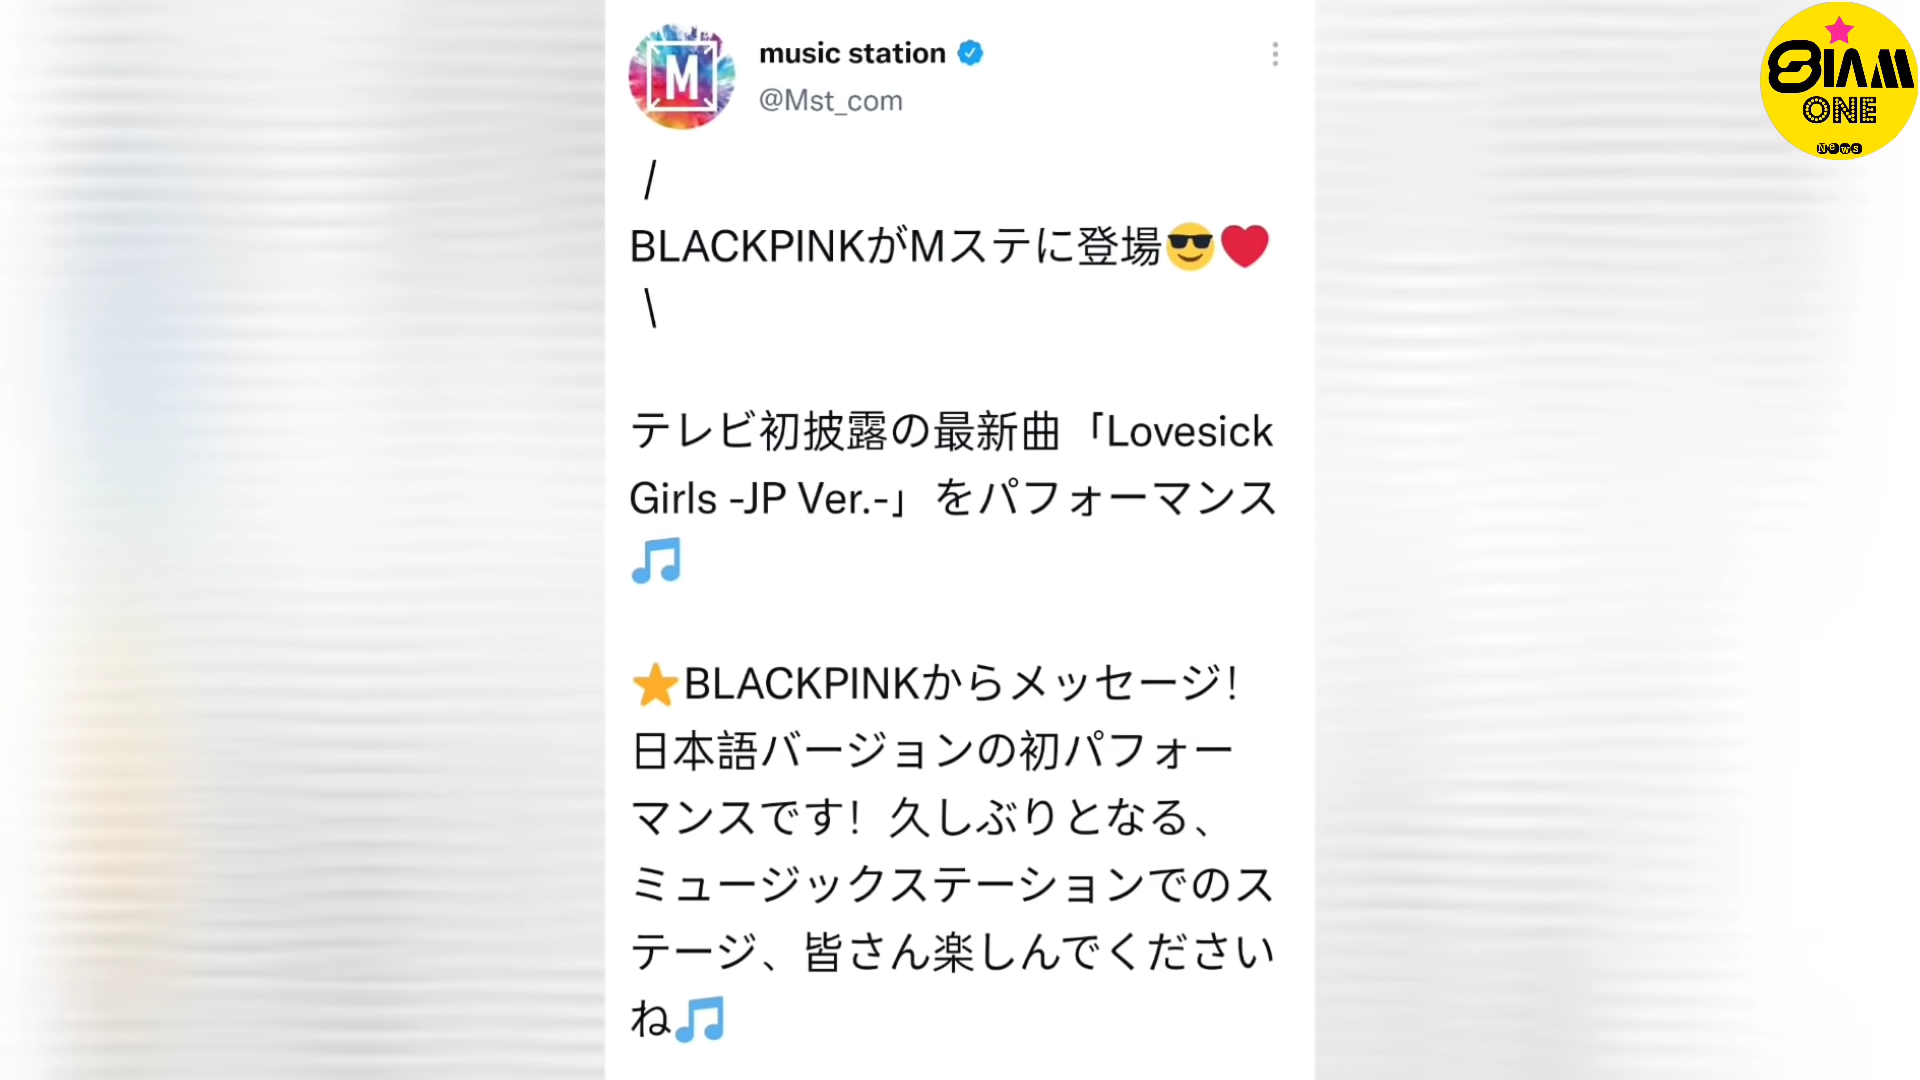 music station
@Mst_com
/
BLACKPINKがMステに登場😎❤️
\
テレビ初披露の最新曲「Lovesick
Girls -JP Ver.-」をパフォーマンス
🎵
⭐BLACKPINKからメッセージ！
日本語バージョンの初パフォー
マンスです！久しぶりとなる、
ミュージックステーションでのス
テージ、皆さん楽しんでください
ね🎵
SIAM
ONE
News